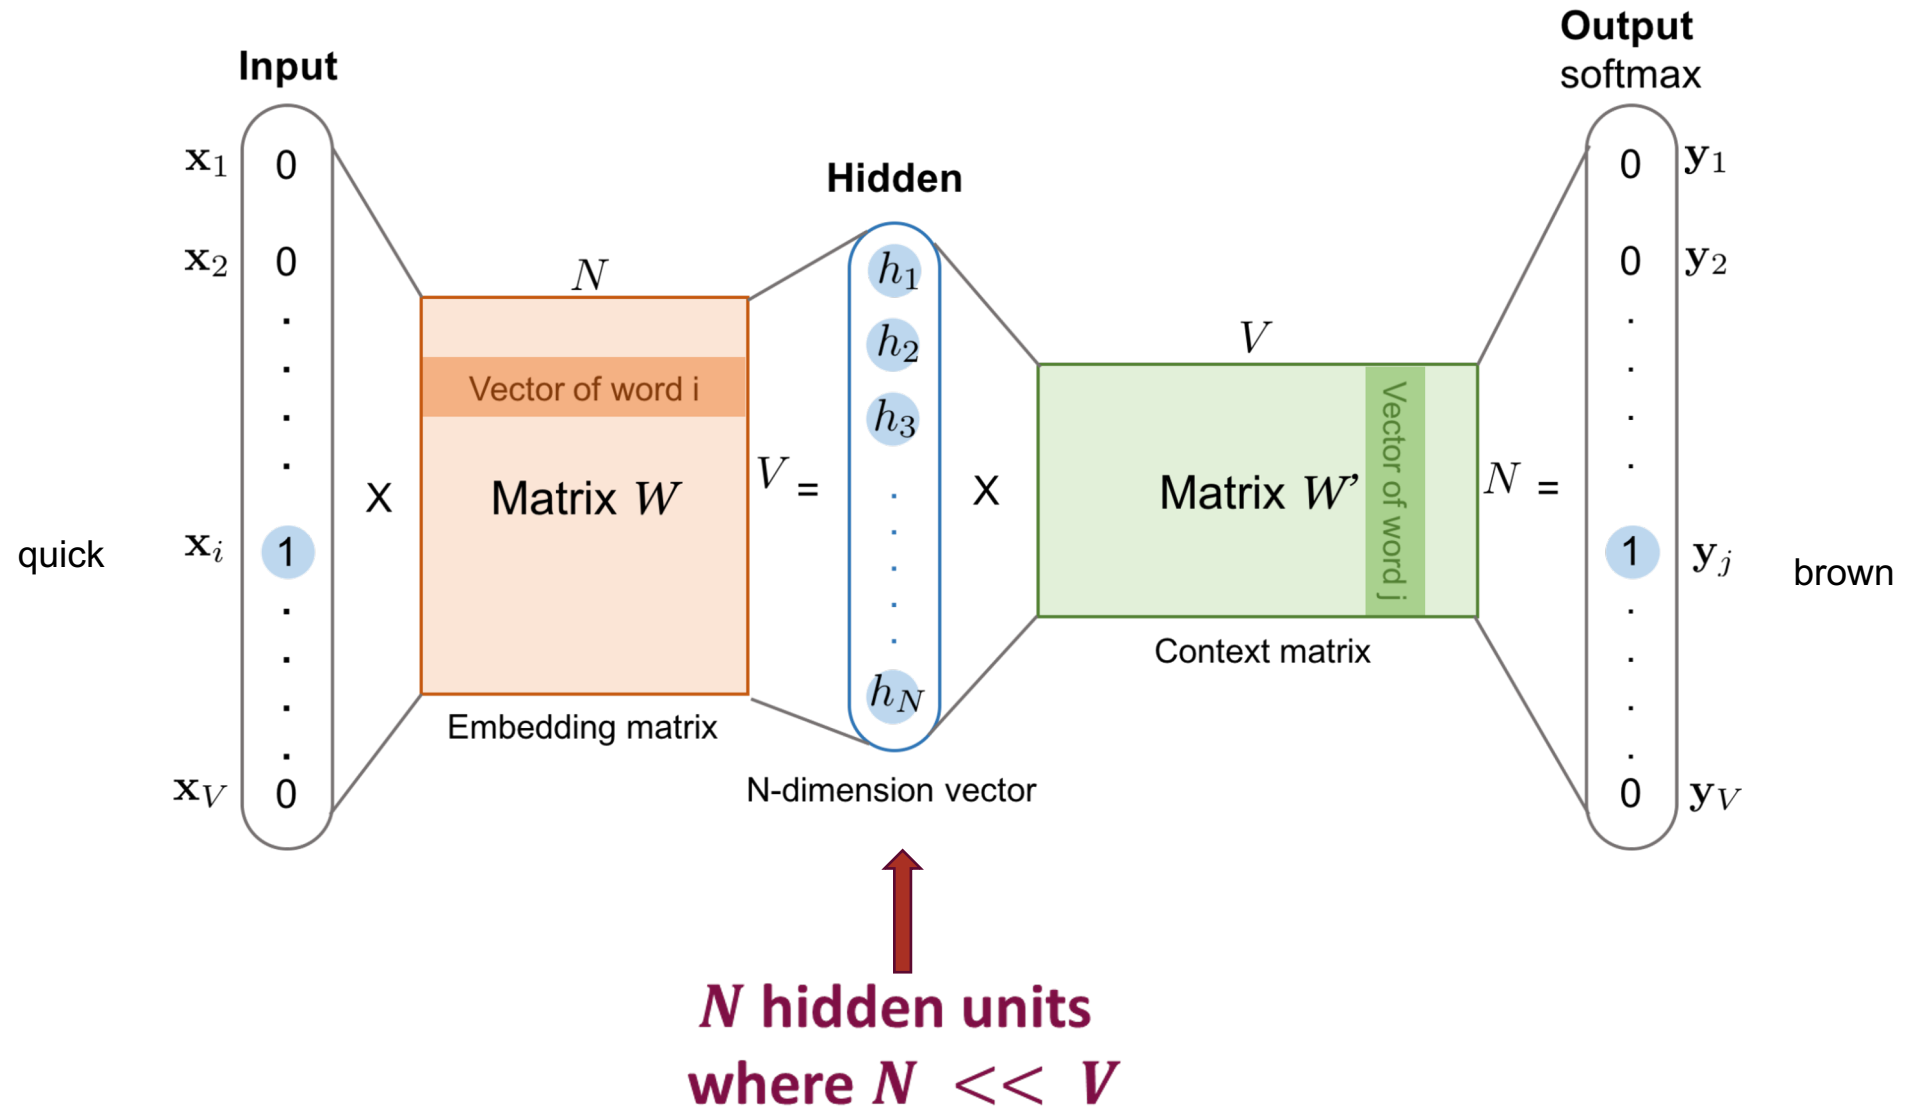 Input
x1 0
x2 0
.
.
.
.
quick xi 1
.
.
.
.
xV 0
X
N
Vector of word i
Matrix W
V =
Embedding matrix
Hidden
h1
h2
h3
.
.
.
.
.
hN
N-dimension vector
X
V
Matrix W’
Vector of word j
N =
Context matrix
Output
softmax
0 y1
0 y2
.
.
.
.
1 yj brown
.
.
.
.
0 yV
N hidden units
where N << V